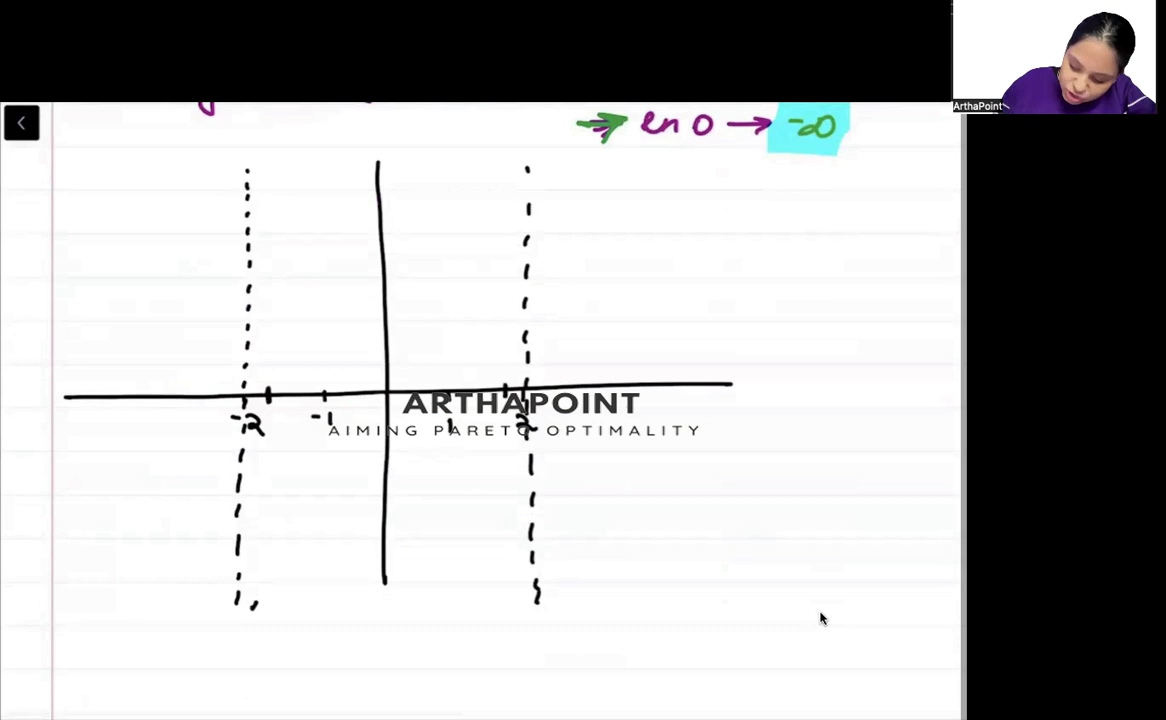 ArthaPoint
⇒ ln 0 → -∞
-2 -1 1 2
ARTHAPOINT
AIMING PARETO OPTIMALITY